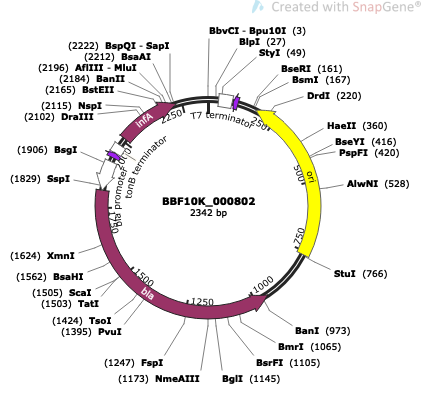 Created with SnapGene®
(2222) BspQI - SapI
(2212) BsaAI
(2196) AflIII - MluI
(2184) BanII
(2165) BstEII
(2115) NspI
(2102) DraIII
(1906) BsgI
(1829) SspI
(1624) XmnI
(1562) BsaHI
(1505) ScaI
(1503) TatI
(1424) TsoI
(1395) PvuI
(1247) FspI
(1173) NmeAIII
BbvCI - Bpu10I (3)
BlpI (27)
StyI (49)
BseRI (161)
BsmI (167)
DrdI (220)
HaeII (360)
BseYI (416)
PspFI (420)
AlwNI (528)
StuI (766)
BanI (973)
BmrI (1065)
BsrFI (1105)
BglI (1145)
T7 terminator
infA
tonB terminator
bla promoter
bla
ori
250
500
750
1000
1250
1500
2250
BBF10K_000802
2342 bp